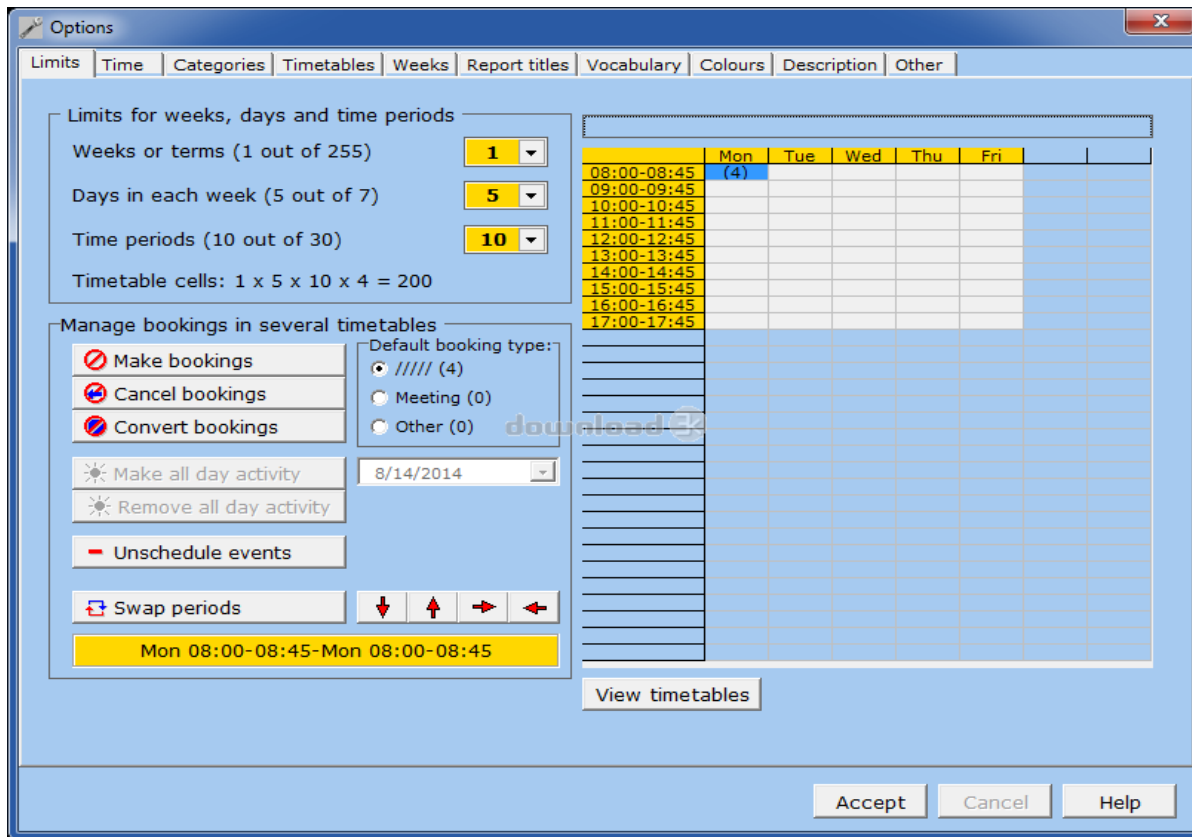 Options
Limits Time Categories Timetables Weeks Report titles Vocabulary Colours Description Other
Limits for weeks, days and time periods
Weeks or terms (1 out of 255) 1
Days in each week (5 out of 7) 5
Time periods (10 out of 30) 10
Timetable cells: 1 x 5 x 10 x 4 = 200
Manage bookings in several timetables
Make bookings
Cancel bookings
Convert bookings
Default booking type:
///// (4)
Meeting (0)
Other (0)
Make all day activity 8/14/2014
Remove all day activity
Unschedule events
Swap periods
Mon 08:00-08:45-Mon 08:00-08:45
Mon Tue Wed Thu Fri
08:00-08:45 (4)
09:00-09:45
10:00-10:45
11:00-11:45
12:00-12:45
13:00-13:45
14:00-14:45
15:00-15:45
16:00-16:45
17:00-17:45
download 3k
View timetables
Accept Cancel Help